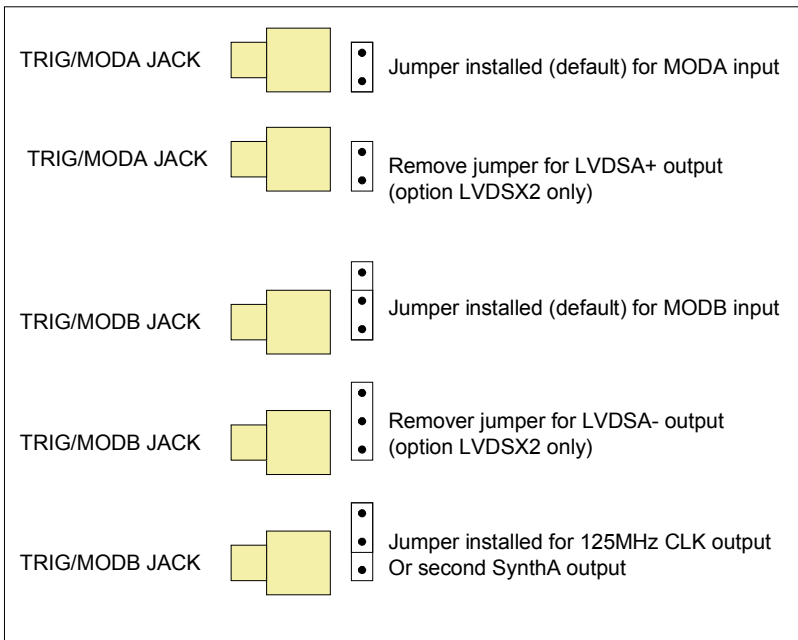 TRIG/MODA JACK
Jumper installed (default) for MODA input
TRIG/MODA JACK
Remove jumper for LVDSA+ output
(option LVDSX2 only)
TRIG/MODB JACK
Jumper installed (default) for MODB input
TRIG/MODB JACK
Remover jumper for LVDSA- output
(option LVDSX2 only)
TRIG/MODB JACK
Jumper installed for 125MHz CLK output
Or second SynthA output